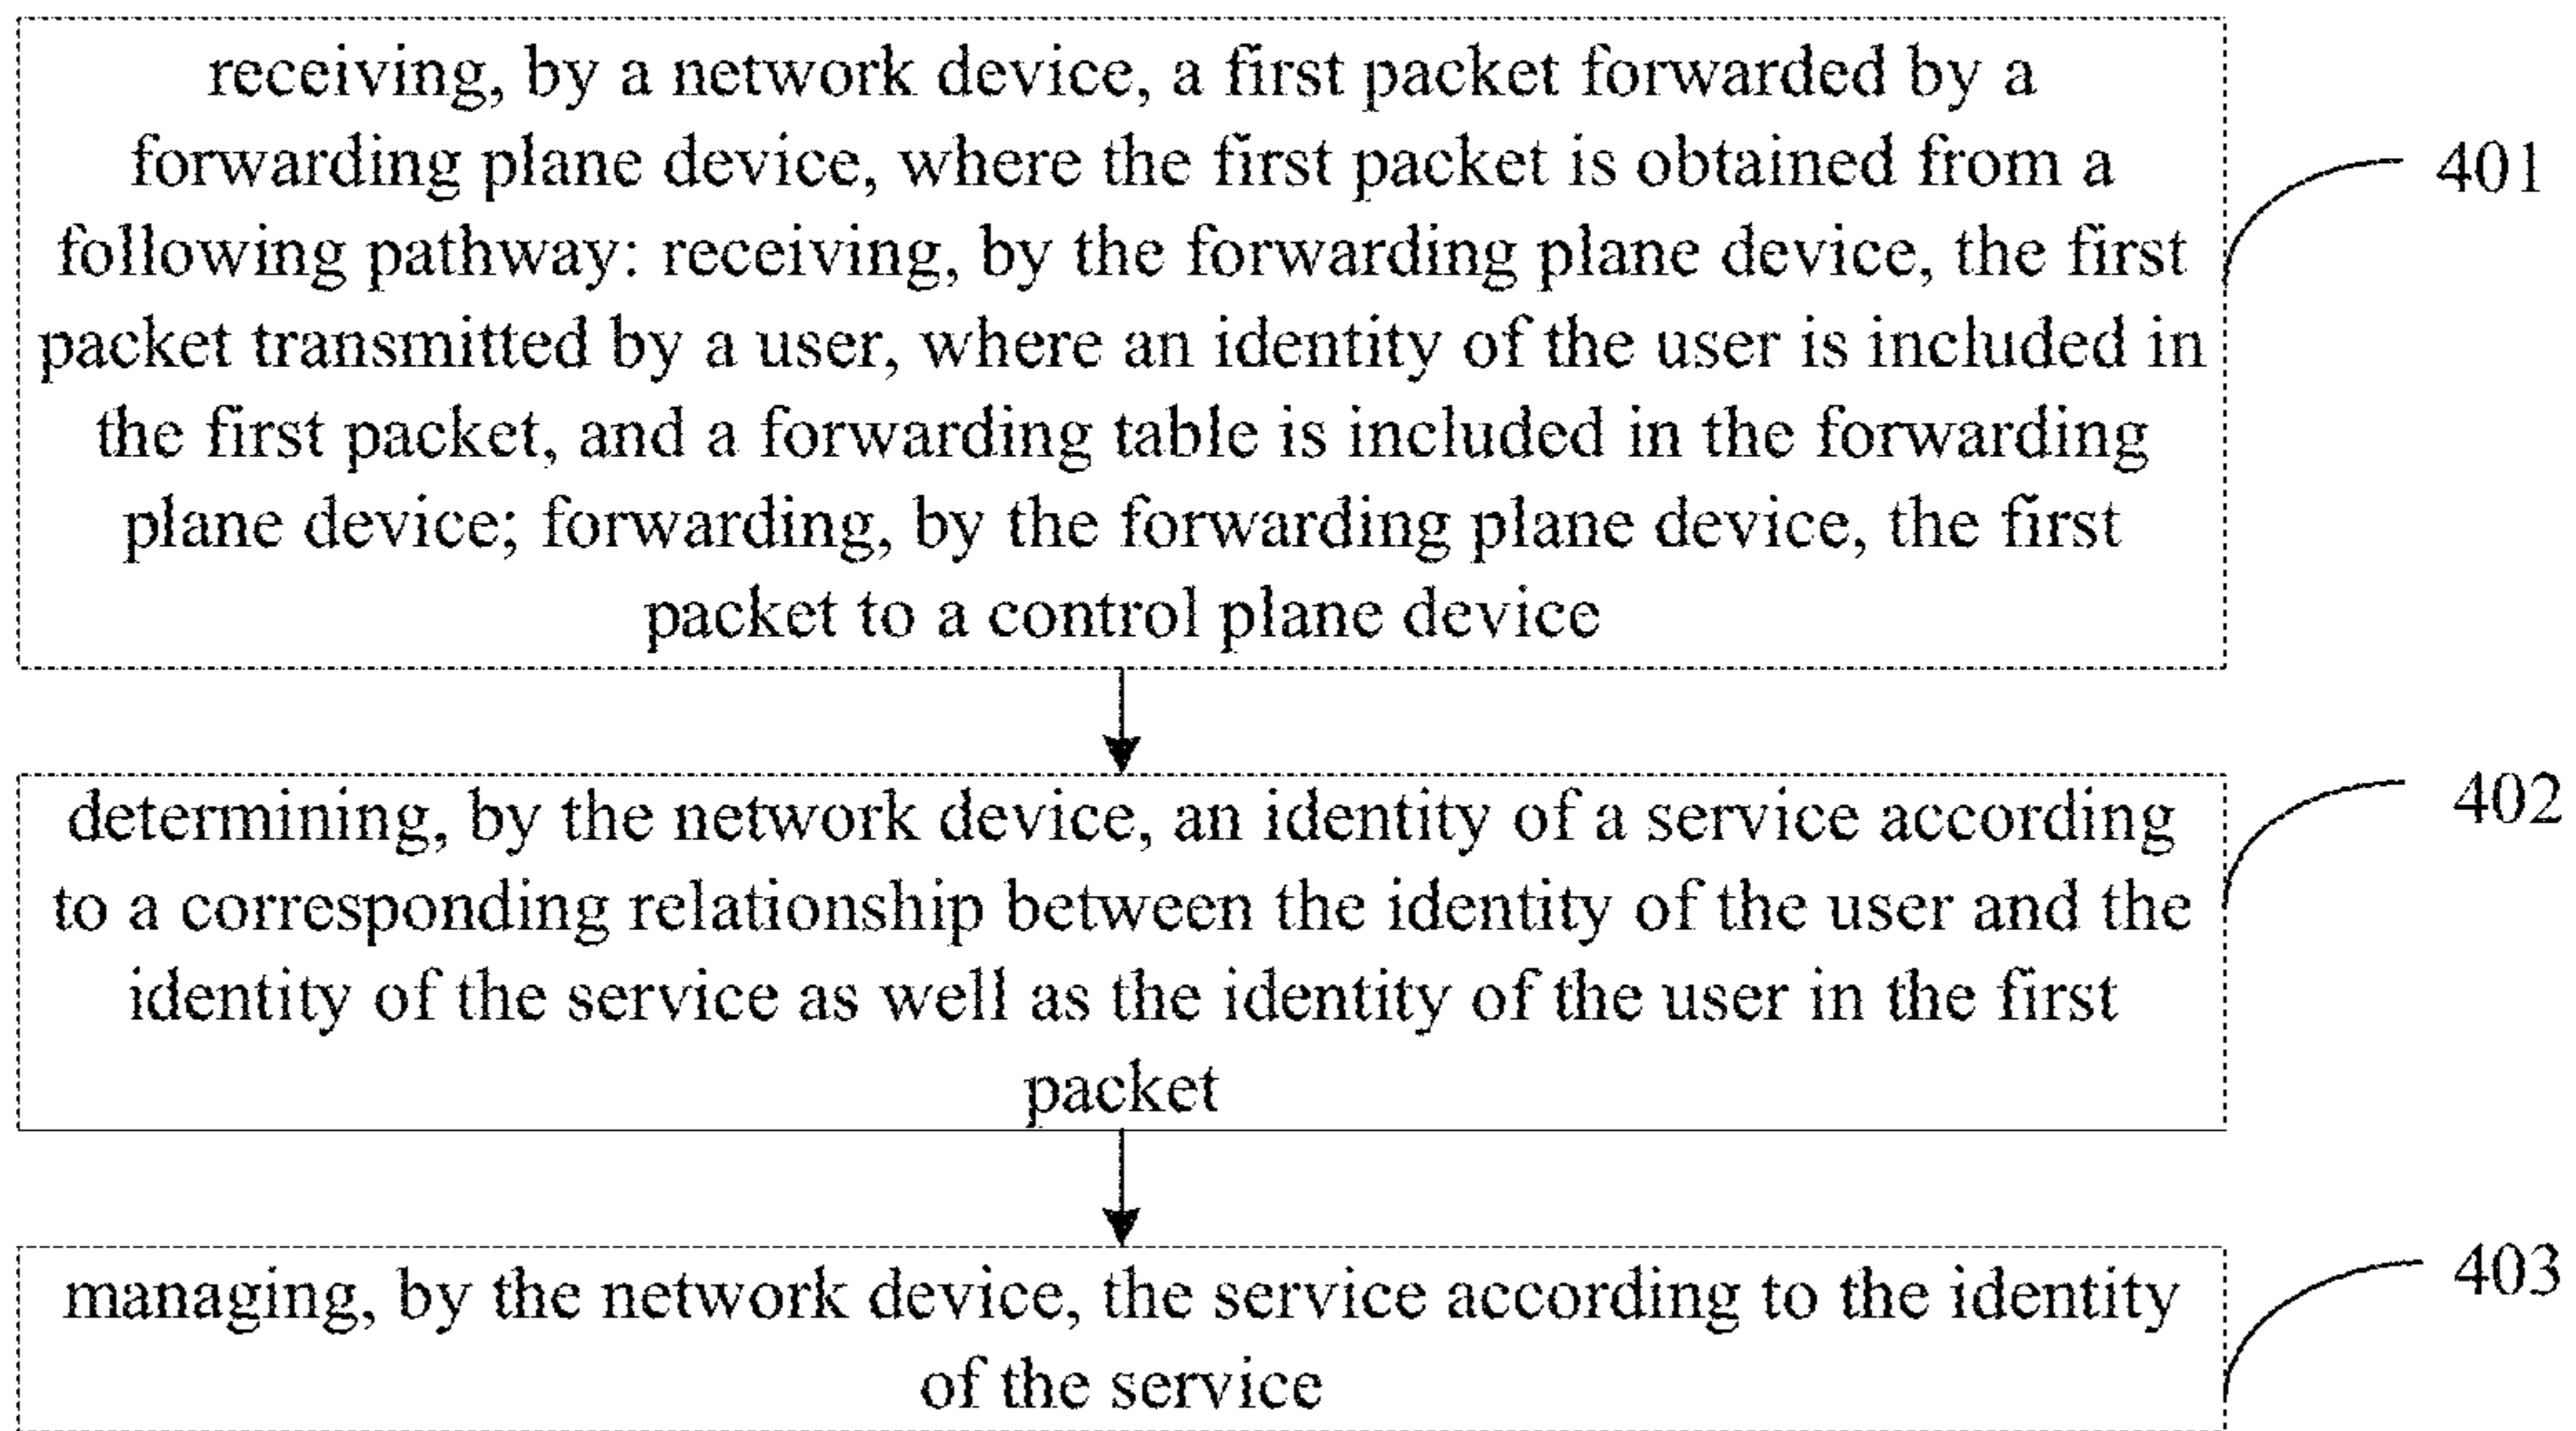 receiving, by a network device, a first packet forwarded by a
forwarding plane device, where the first packet is obtained from a
following pathway: receiving, by the forwarding plane device, the first
packet transmitted by a user, where an identity of the user is included in
the first packet, and a forwarding table is included in the forwarding
plane device; forwarding, by the forwarding plane device, the first
packet to a control plane device
401
determining, by the network device, an identity of a service according
to a corresponding relationship between the identity of the user and the
identity of the service as well as the identity of the user in the first
packet
402
managing, by the network device, the service according to the identity
of the service
403